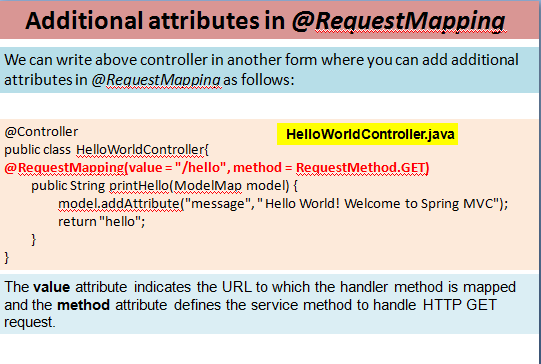 Additional attributes in @RequestMapping
We can write above controller in another form where you can add additional
attributes in @RequestMapping as follows:
@Controller
HelloWorldController.java
public class HelloWorldController{
@RequestMapping(value = "/hello", method = RequestMethod.GET)
public String printHello(ModelMap model) {
model.addAttribute("message", "Hello World! Welcome to Spring MVC");
return "hello";
}
}
The value attribute indicates the URL to which the handler method is mapped
and the method attribute defines the service method to handle HTTP GET
request.